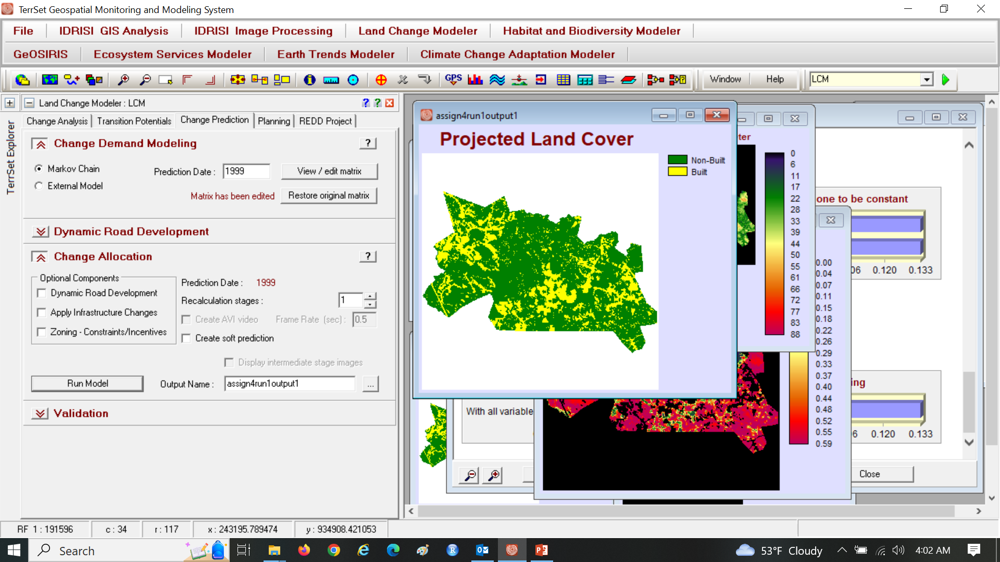 TerrSet Geospatial Monitoring and Modeling System
File IDRISI GIS Analysis IDRISI Image Processing Land Change Modeler Habitat and Biodiversity Modeler
GeOSIRIS Ecosystem Services Modeler Earth Trends Modeler Climate Change Adaptation Modeler
GPS Window Help LCM
TerrSet Explorer
Land Change Modeler : LCM
Change Analysis Transition Potentials Change Prediction Planning REDD Project
Change Demand Modeling ?
Markov Chain
External Model
Prediction Date : 1999 View / edit matrix
Matrix has been edited Restore original matrix
Dynamic Road Development
Change Allocation ?
Optional Components
Dynamic Road Development
Apply Infrastructure Changes
Zoning - Constraints/Incentives
Prediction Date : 1999
Recalculation stages : 1
Create AVI video Frame Rate (sec) : 0.5
Create soft prediction
Display intermediate stage images
Run Model Output Name : assign4run1output1 ...
Validation
assign4run1output1
Projected Land Cover
Non-Built
Built
ter
0
6
11
17
22
28
33
39
44
50
55
61
66
72
77
83
88
one to be constant
06 0.120 0.133
0.00
0.04
0.07
0.11
0.15
0.18
0.22
0.26
0.29
0.33
0.37
0.40
0.44
0.48
0.52
0.55
0.59
ing
6 0.120 0.133
With all variable
Close
RF 1 : 191596 c : 34 r : 117 x : 243195.789474 y : 934908.421053
Search 53°F Cloudy 4:02 AM